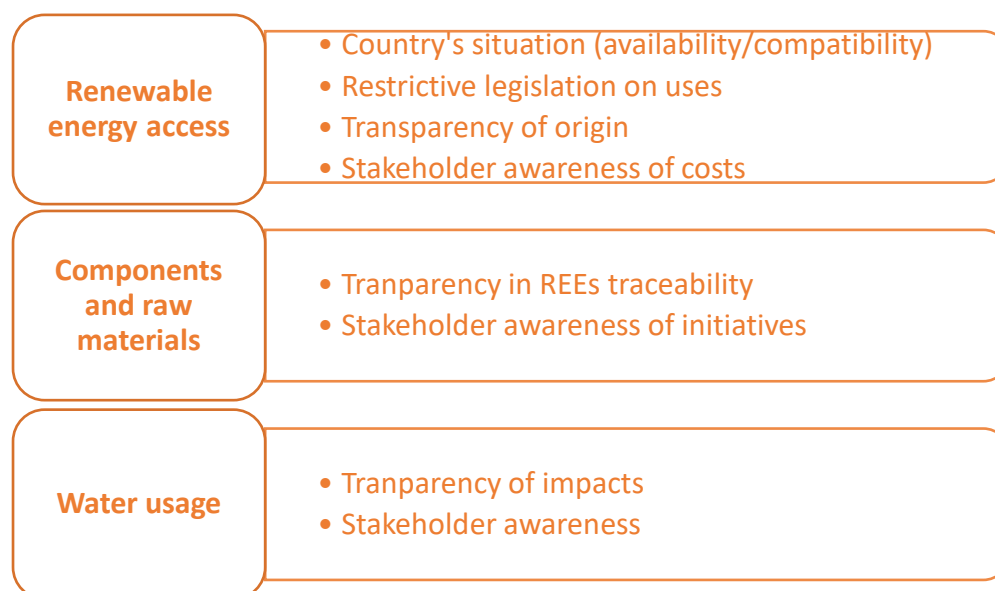 Renewable
energy access
• Country's situation (availability/compatibility)
• Restrictive legislation on uses
• Transparency of origin
• Stakeholder awareness of costs
Components
and raw
materials
• Tranparency in REEs traceability
• Stakeholder awareness of initiatives
Water usage
• Tranparency of impacts
• Stakeholder awareness